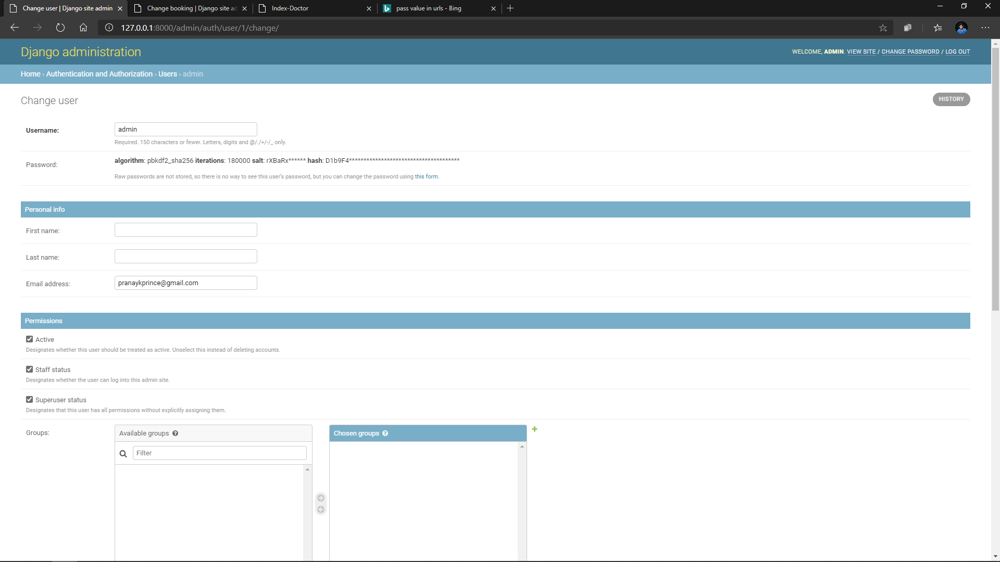 Change user | Django site admin
Change booking | Django site ad
Index-Doctor
pass value in urls - Bing
127.0.0.1:8000/admin/auth/user/1/change/
Django administration
WELCOME, ADMIN. VIEW SITE / CHANGE PASSWORD / LOG OUT
Home › Authentication and Authorization › Users › admin
Change user
HISTORY
Username:
admin
Required. 150 characters or fewer. Letters, digits and @/./+/-/_ only.
Password:
algorithm: pbkdf2_sha256 iterations: 180000 salt: rXBaRx****** hash: D1b9F4**************************************
Raw passwords are not stored, so there is no way to see this user’s password, but you can change the password using this form.
Personal info
First name:
Last name:
Email address:
pranaykprince@gmail.com
Permissions
Active
Designates whether this user should be treated as active. Unselect this instead of deleting accounts.
Staff status
Designates whether the user can log into this admin site.
Superuser status
Designates that this user has all permissions without explicitly assigning them.
Groups:
Available groups
Filter
Chosen groups